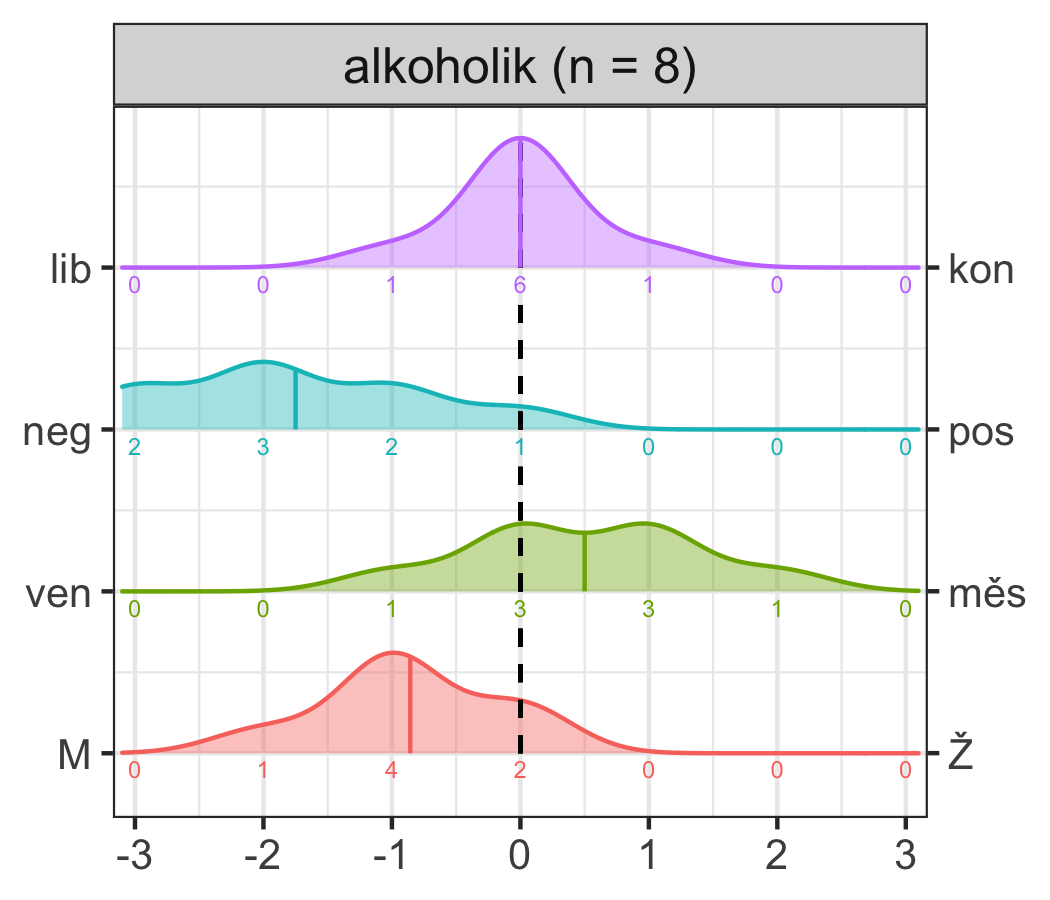 alkoholik (n = 8)
lib kon
0 0 1 6 1 0 0
neg pos
2 3 2 1 0 0 0
ven měs
0 0 1 3 3 1 0
M Ž
0 1 4 2 0 0 0
-3 -2 -1 0 1 2 3